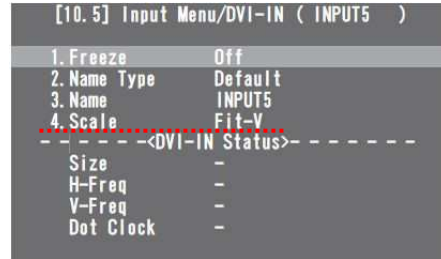 [10.5] Input Menu/DVI-IN ( INPUT5 )
1.Freeze Off
2.Name Type Default
3.Name INPUT5
4.Scale Fit-V
- - - - - -<DVI-IN Status>- - - - - - -
Size -
H-Freq -
V-Freq -
Dot Clock -